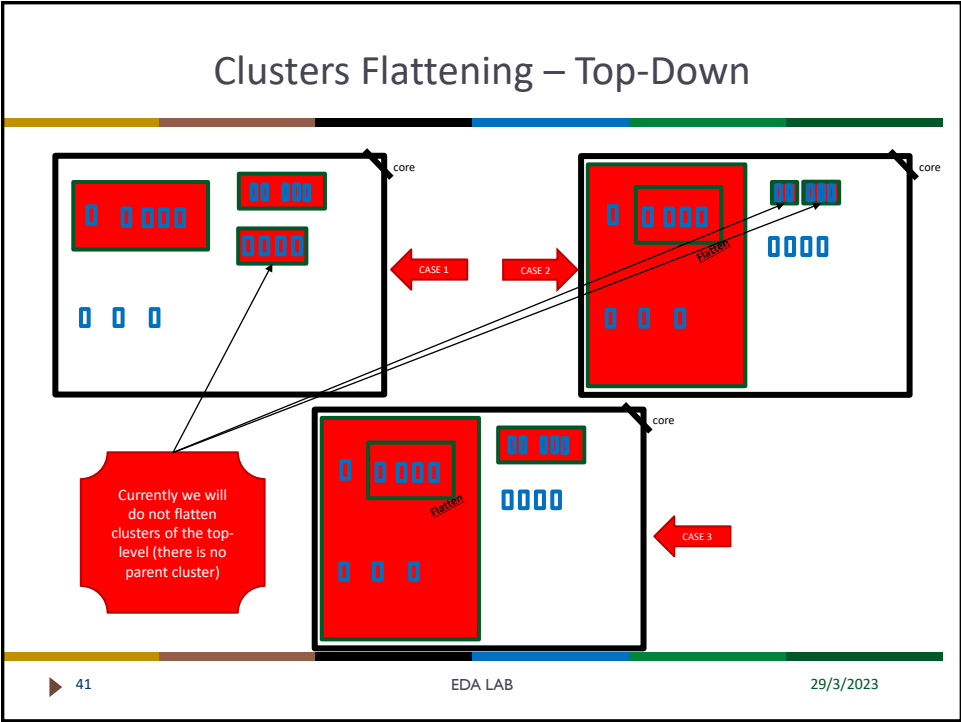 Clusters Flattening – Top-Down
core
core
Flatten
CASE 1
CASE 2
core
Flatten
Currently we will
do not flatten
clusters of the top-
level (there is no
parent cluster)
CASE 3
41
EDA LAB
29/3/2023